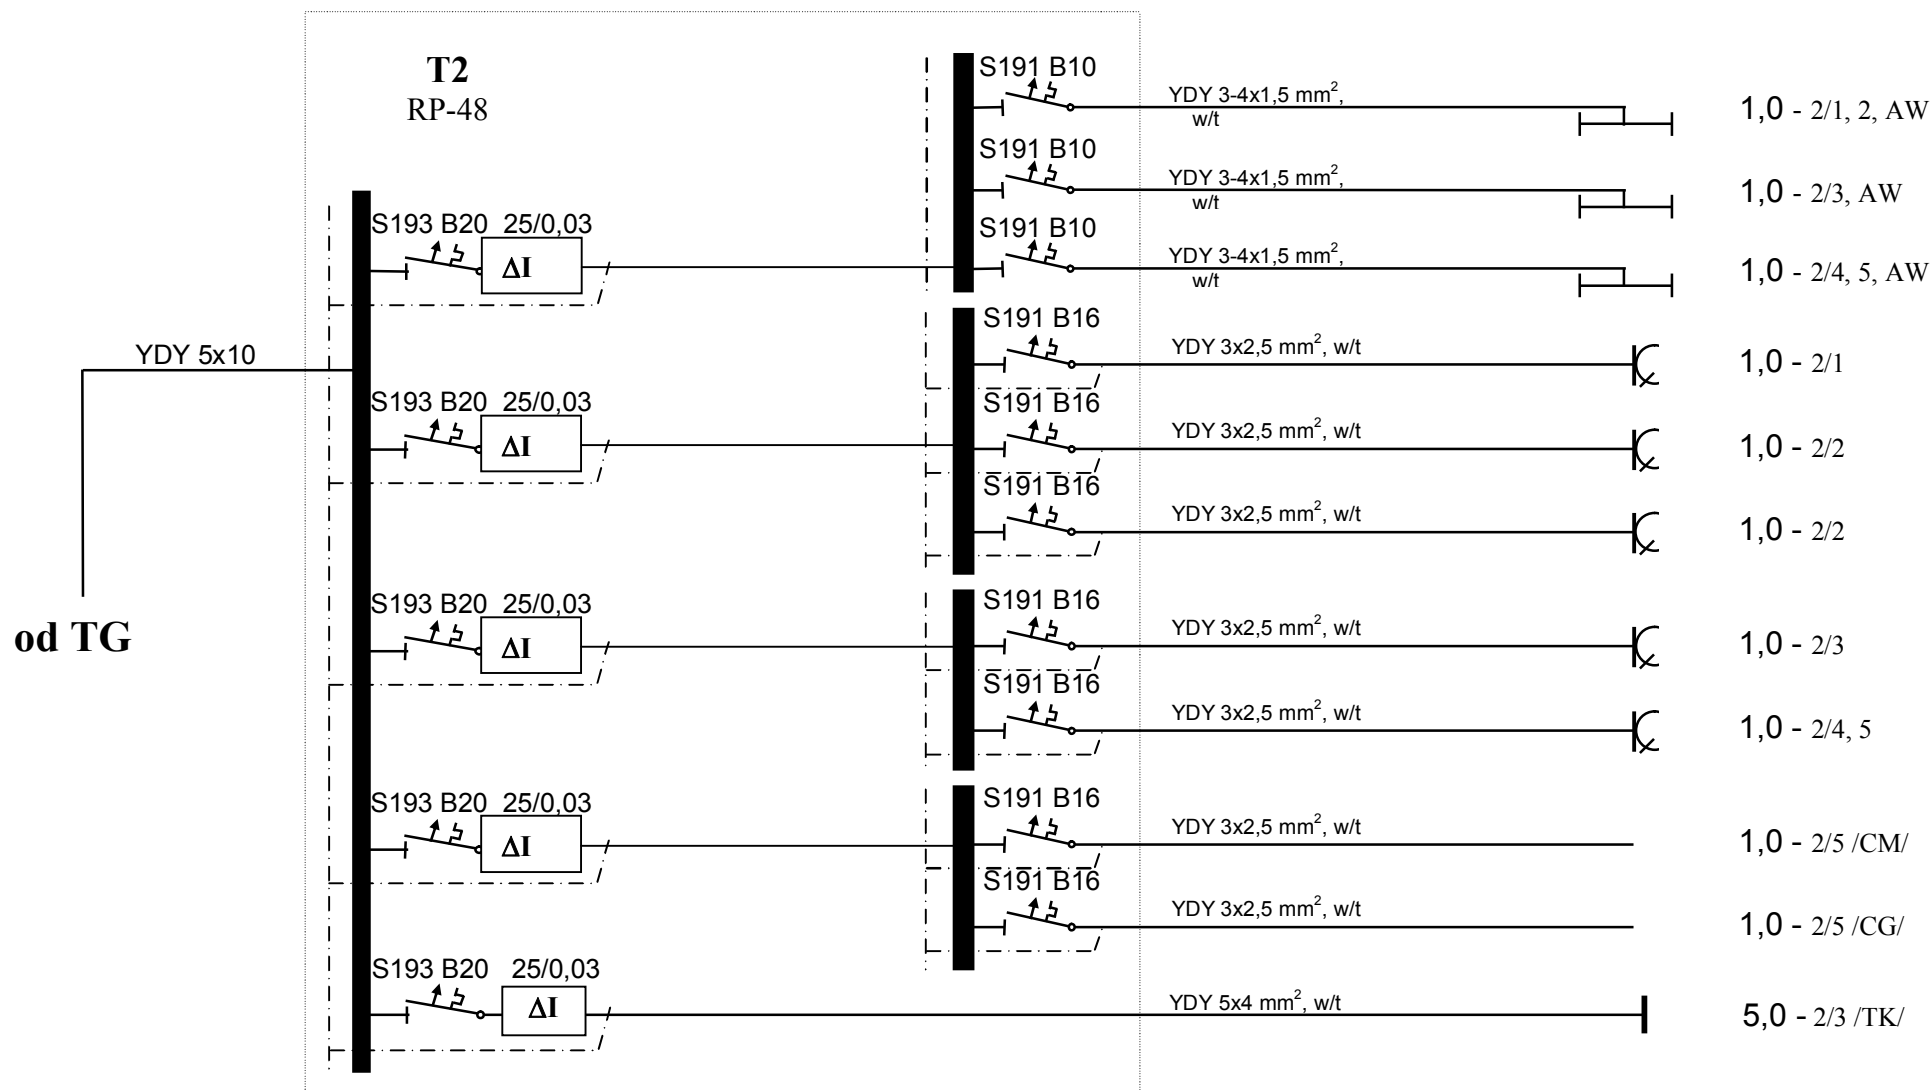 T2
RP-48
S191 B10
YDY 3-4x1,5 mm², w/t
1,0 - 2/1, 2, AW
S191 B10
YDY 3-4x1,5 mm², w/t
1,0 - 2/3, AW
S193 B20 25/0,03
ΔI
S191 B10
YDY 3-4x1,5 mm², w/t
1,0 - 2/4, 5, AW
S191 B16
YDY 3x2,5 mm², w/t
1,0 - 2/1
YDY 5x10
S193 B20 25/0,03
ΔI
S191 B16
YDY 3x2,5 mm², w/t
1,0 - 2/2
S191 B16
YDY 3x2,5 mm², w/t
1,0 - 2/2
od TG
S193 B20 25/0,03
ΔI
S191 B16
YDY 3x2,5 mm², w/t
1,0 - 2/3
S191 B16
YDY 3x2,5 mm², w/t
1,0 - 2/4, 5
S193 B20 25/0,03
ΔI
S191 B16
YDY 3x2,5 mm², w/t
1,0 - 2/5 /CM/
S191 B16
YDY 3x2,5 mm², w/t
1,0 - 2/5 /CG/
S193 B20 25/0,03
ΔI
YDY 5x4 mm², w/t
5,0 - 2/3 /TK/